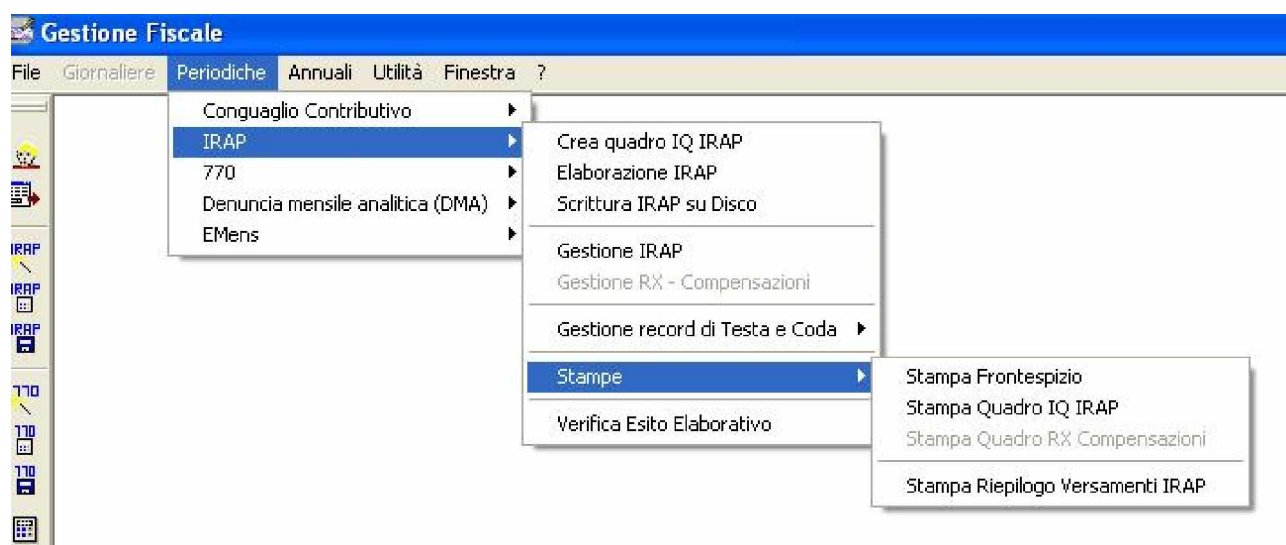 Gestione Fiscale
File Giornaliere Periodiche Annuali Utilità Finestra ?
Conguaglio Contributivo
IRAP
770
Denuncia mensile analitica (DMA)
EMens
Crea quadro IQ IRAP
Elaborazione IRAP
Scrittura IRAP su Disco
Gestione IRAP
Gestione RX - Compensazioni
Gestione record di Testa e Coda
Stampe
Verifica Esito Elaborativo
Stampa Frontespizio
Stampa Quadro IQ IRAP
Stampa Quadro RX Compensazioni
Stampa Riepilogo Versamenti IRAP
IRAP
IRAP
IRAP
770
770
770